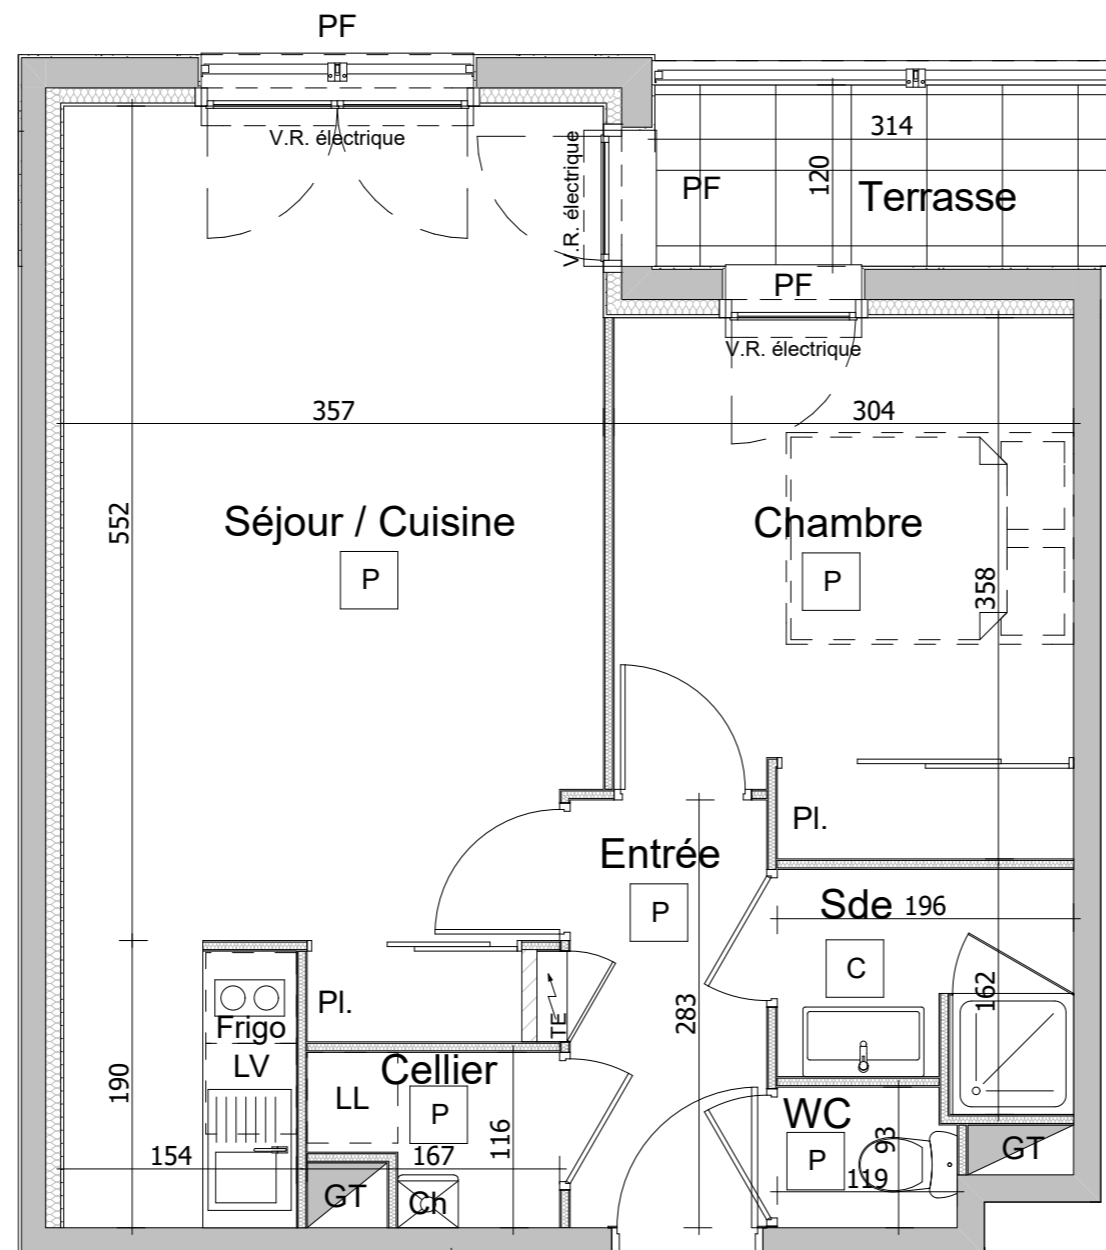 PF
V.R. électrique
V.R. électrique
PF
314
120
Terrasse
PF
V.R. électrique
357
304
552
Séjour / Cuisine
P
Chambre
P
358
Pl.
Entrée
P
Sde
196
C
162
283
Pl.
TE
Frigo
LV
190
Cellier
LL
P
116
154
167
GT
Ch
WC
P
93
119
GT